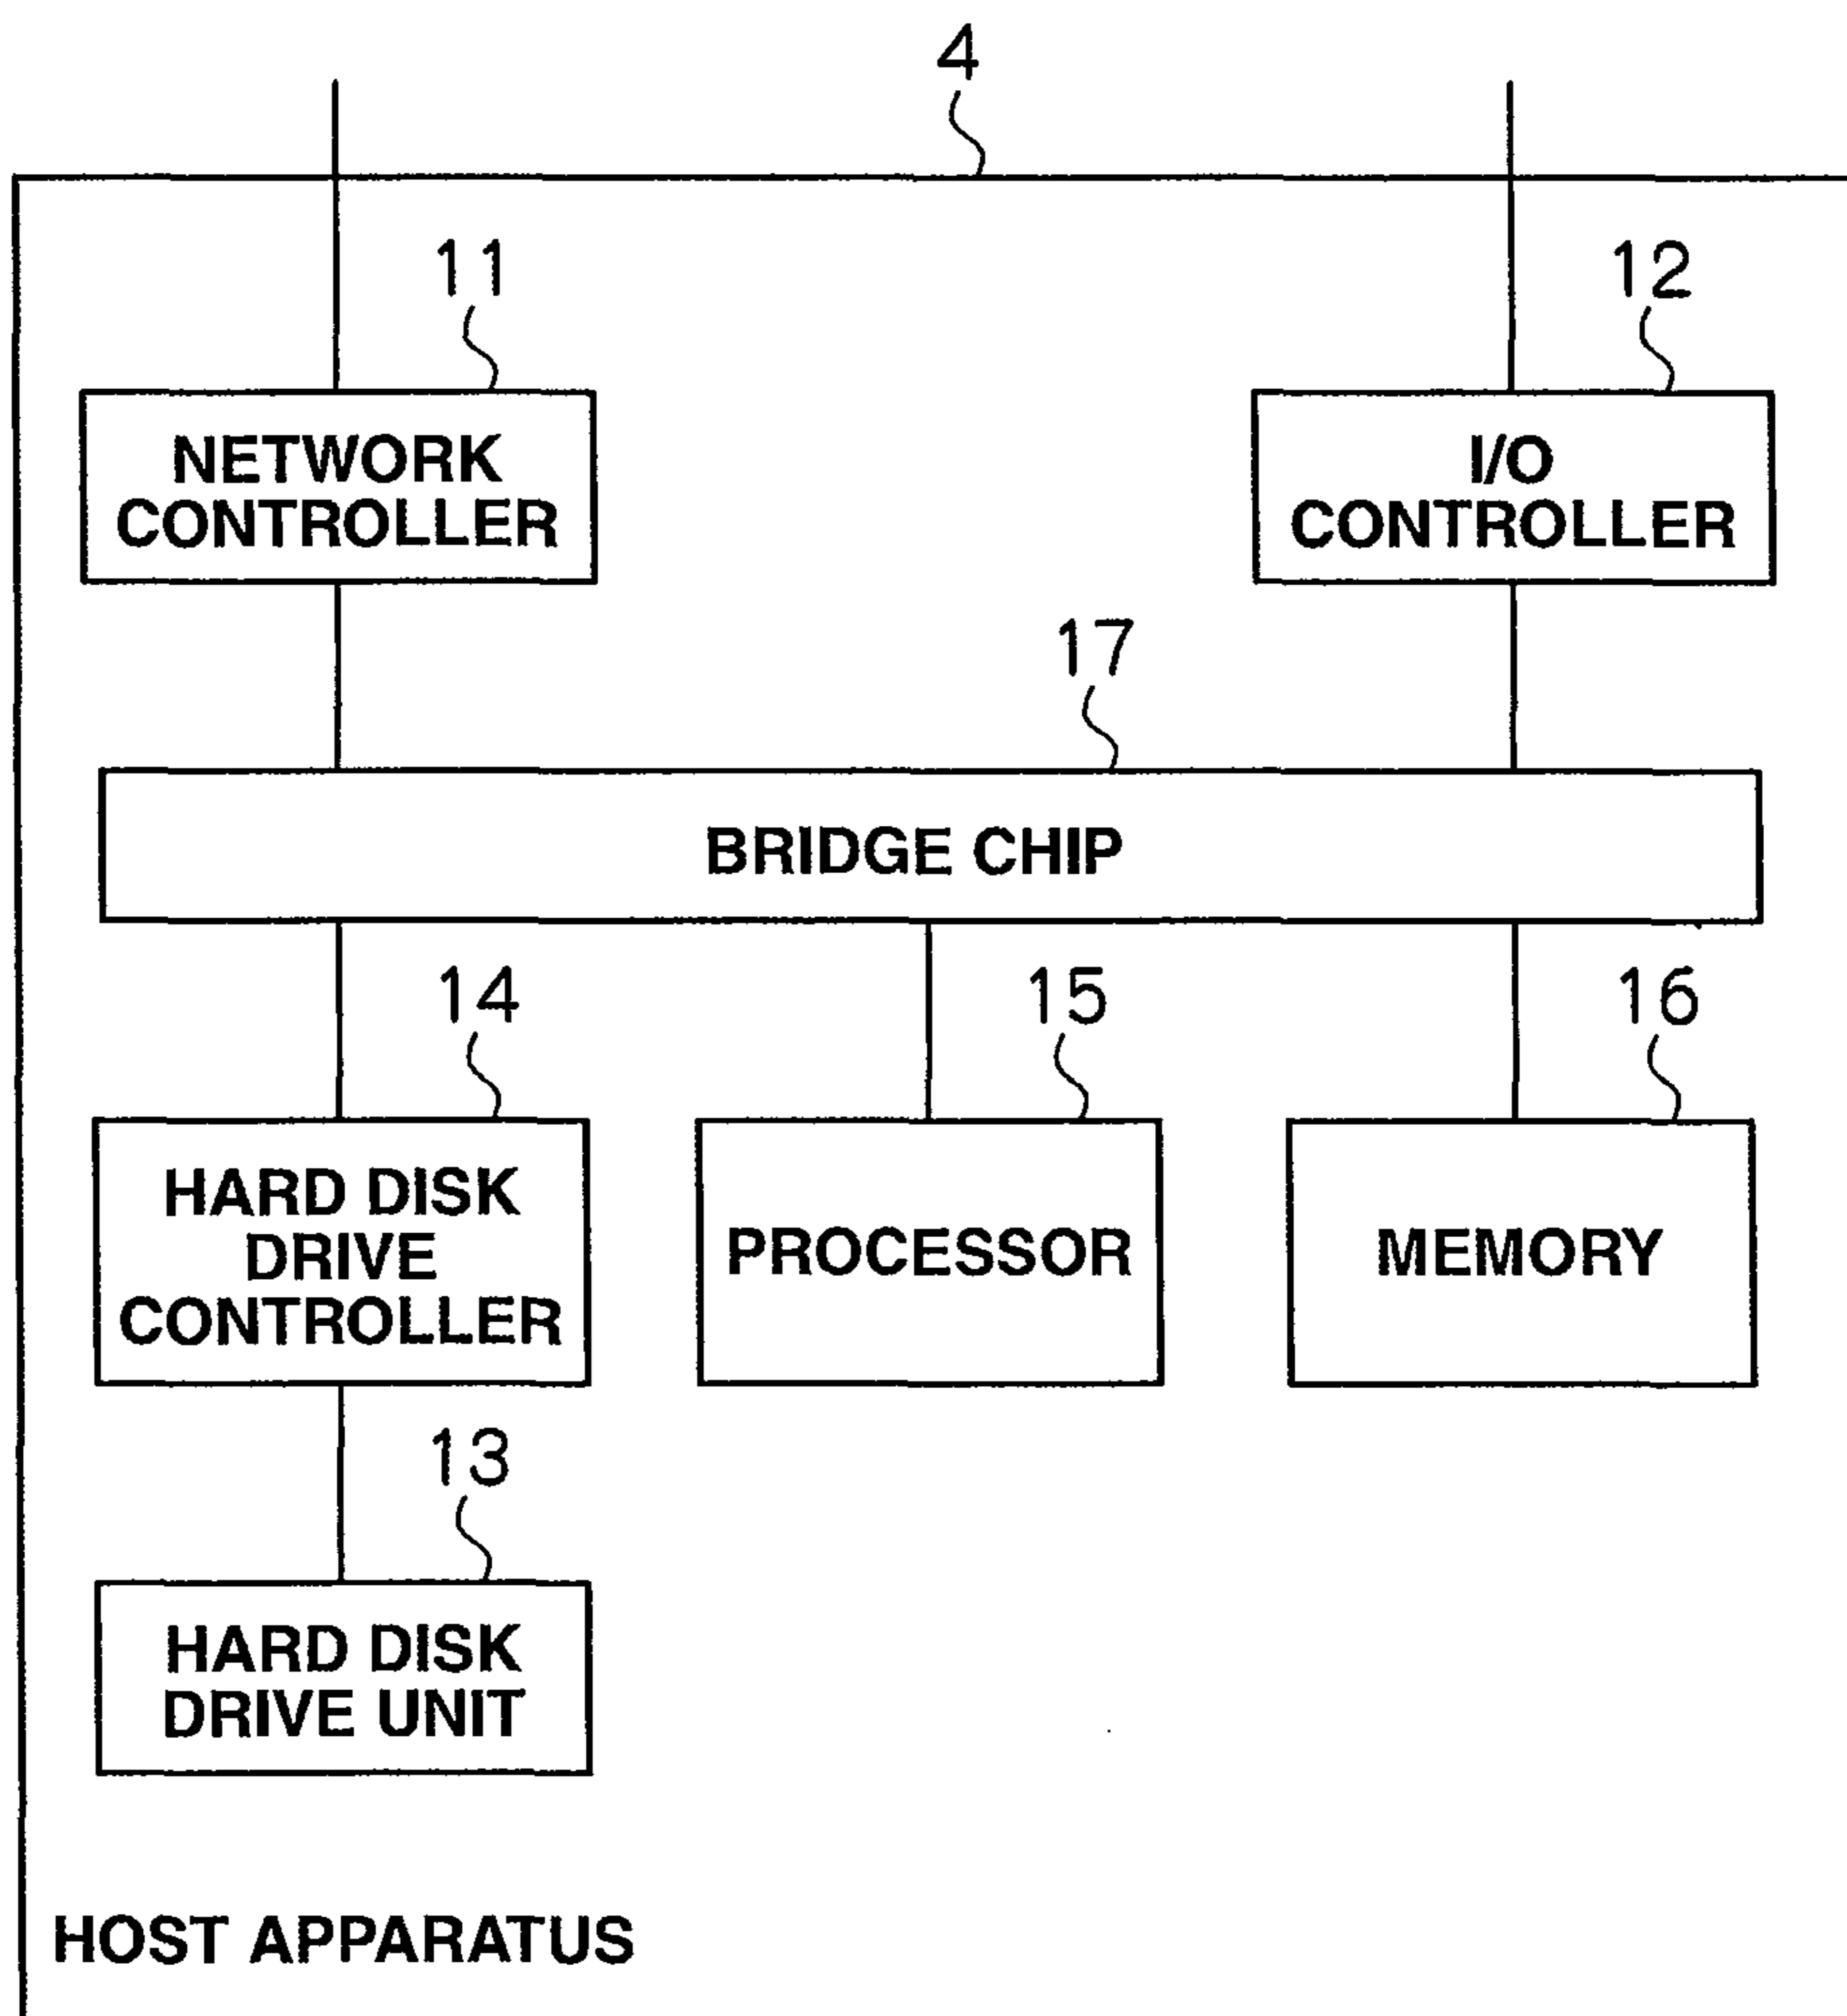 4
11
12
NETWORK
CONTROLLER
I/O
CONTROLLER
17
BRIDGE CHIP
14
15
16
HARD DISK
DRIVE
CONTROLLER
PROCESSOR
MEMORY
13
HARD DISK
DRIVE UNIT
HOST APPARATUS